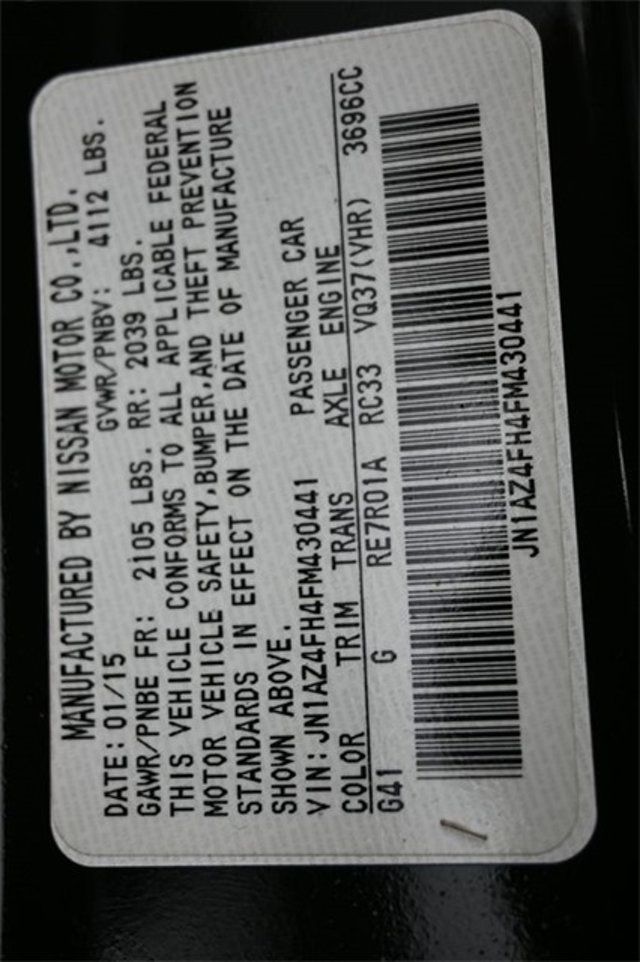 MANUFACTURED BY NISSAN MOTOR CO.,LTD.
DATE: 01/15 GVWR/PNBV: 4112 LBS.
GAWR/PNBE FR: 2105 LBS. RR: 2039 LBS.
THIS VEHICLE CONFORMS TO ALL APPLICABLE FEDERAL
MOTOR VEHICLE SAFETY,BUMPER,AND THEFT PREVENTION
STANDARDS IN EFFECT ON THE DATE OF MANUFACTURE
SHOWN ABOVE.
VIN: JN1AZ4FH4FM430441 PASSENGER CAR
COLOR TRIM TRANS AXLE ENGINE
G41 G RE7R01A RC33 VQ37(VHR) 3696CC
JN1AZ4FH4FM430441